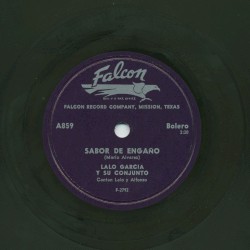 Falcon
FALCON RECORD COMPANY, MISSION, TEXAS
A859
Bolero
SABOR DE ENGAÑO
(Mario Alvarez)
LALO GARCIA
Y SU CONJUNTO
Cantan Lalo y Alfonso